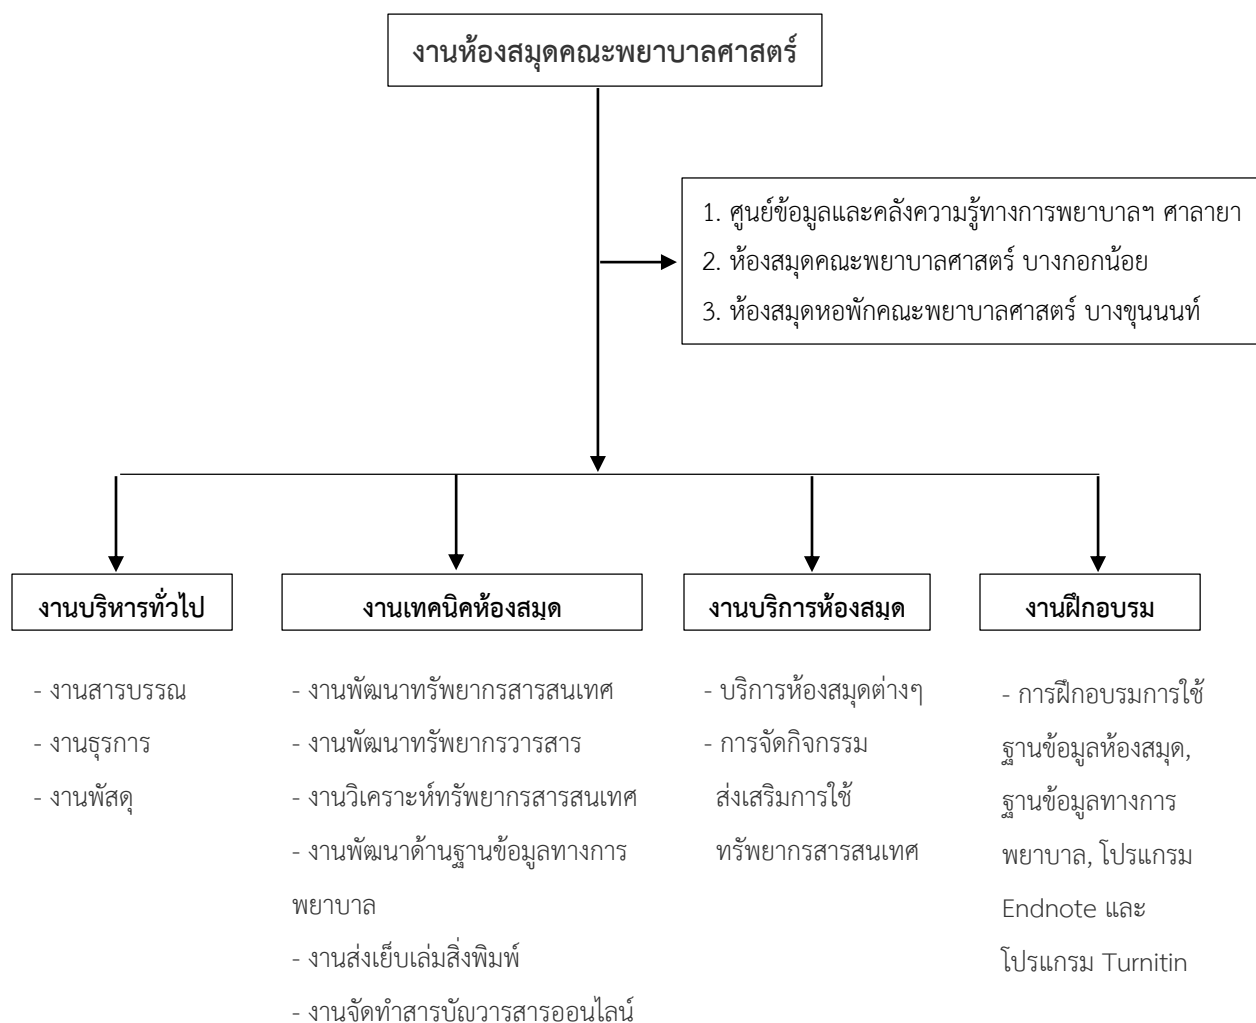 งานห้องสมุดคณะพยาบาลศาสตร์
1. ศูนย์ข้อมูลและคลังความรู้ทางการพยาบาลฯ ศาลายา
2. ห้องสมุดคณะพยาบาลศาสตร์ บางกอกน้อย
3. ห้องสมุดหอพักคณะพยาบาลศาสตร์ บางขุนนนท์
งานบริหารทั่วไป
- งานสารบรรณ
- งานธุรการ
- งานพัสดุ
งานเทคนิคห้องสมุด
- งานพัฒนาทรัพยากรสารสนเทศ
- งานพัฒนาทรัพยากรวารสาร
- งานวิเคราะห์ทรัพยากรสารสนเทศ
- งานพัฒนาด้านฐานข้อมูลทางการ
พยาบาล
- งานส่งเย็บเล่มสิ่งพิมพ์
- งานจัดทำสารบัญวารสารออนไลน์
งานบริการห้องสมุด
- บริการห้องสมุดต่างๆ
- การจัดกิจกรรม
ส่งเสริมการใช้
ทรัพยากรสารสนเทศ
งานฝึกอบรม
- การฝึกอบรมการใช้
ฐานข้อมูลห้องสมุด,
ฐานข้อมูลทางการ
พยาบาล, โปรแกรม
Endnote และ
โปรแกรม Turnitin